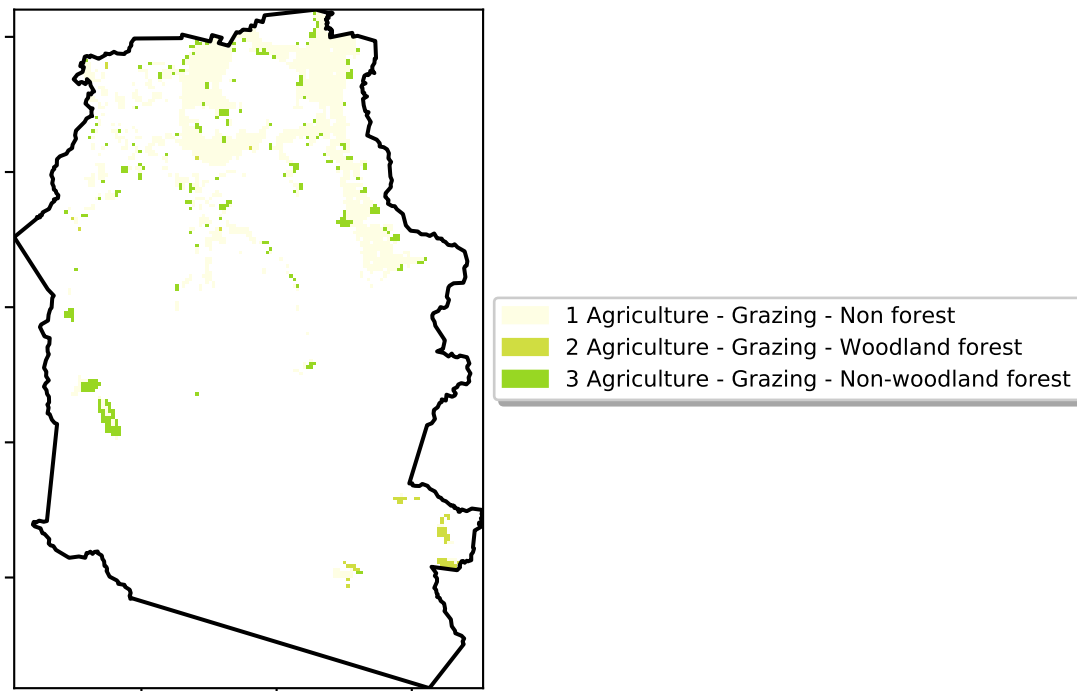 1 Agriculture - Grazing - Non forest
2 Agriculture - Grazing - Woodland forest
3 Agriculture - Grazing - Non-woodland forest